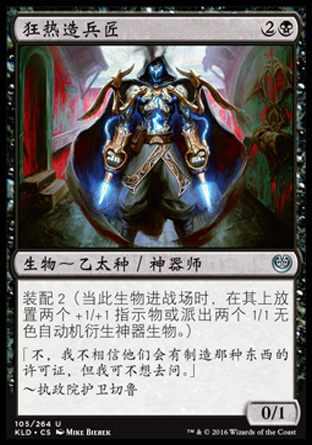 狂热造兵匠 2
生物～乙太种／神器师
装配2（当此生物进战场时，在其上放
置两个+1/+1指示物或派出两个1/1无
色自动机衍生神器生物。）
「不，我不相信他们会有制造那种东西的
许可证，但我可不想去问。」
～执政院护卫切鲁
0/1
105/264 U
KLD • CS MIKE BIEREK
™ & © 2016 Wizards of the Coast